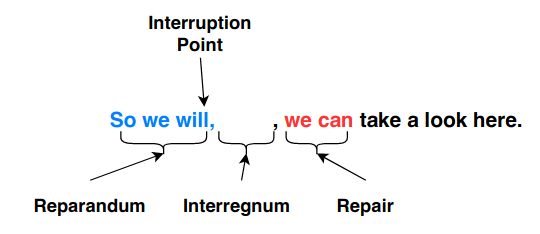 Interruption
Point
So we will, , we can take a look here.
Reparandum Interregnum Repair